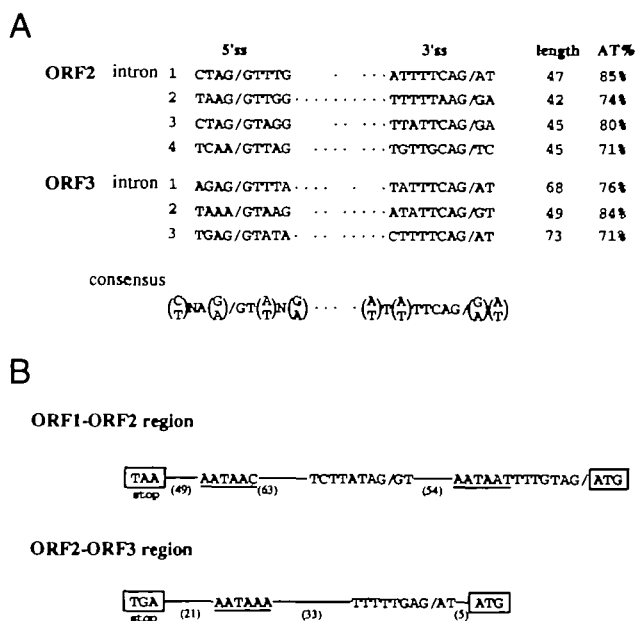 A
5'ss 3'ss length AT%
ORF2 intron 1 CTAG/GTTTG · ···ATTTTCAG/AT 47 85%
2 TAAG/GTTGG··········TTTTTAAG/GA 42 74%
3 CTAG/GTAGG ·· ···TTATTCAG/GA 45 80%
4 TCAA/GTTAG ·····TGTTGCAG/TC 45 71%
ORF3 intron 1 AGAG/GTTTA···· · ··TATTTCAG/AT 68 76%
2 TAAA/GTAAG· ·· ······ATATTCAG/GT 49 84%
3 TGAG/GTATA· ·· ······CTTTTCAG/AT 73 71%
consensus
(C/T)NA(G/A)/GT(A/T)N(G/A) ···· (A/T)T(A/T)TTCAG/(G/A)(A/T)
B
ORF1-ORF2 region
TAA AATAAC TCTTATAG/GT AATAATTTTGTAG/ ATG
stop (49) (63) (54)
ORF2-ORF3 region
TGA AATAAA TTTTTGAG/AT ATG
stop (21) (33) (5)